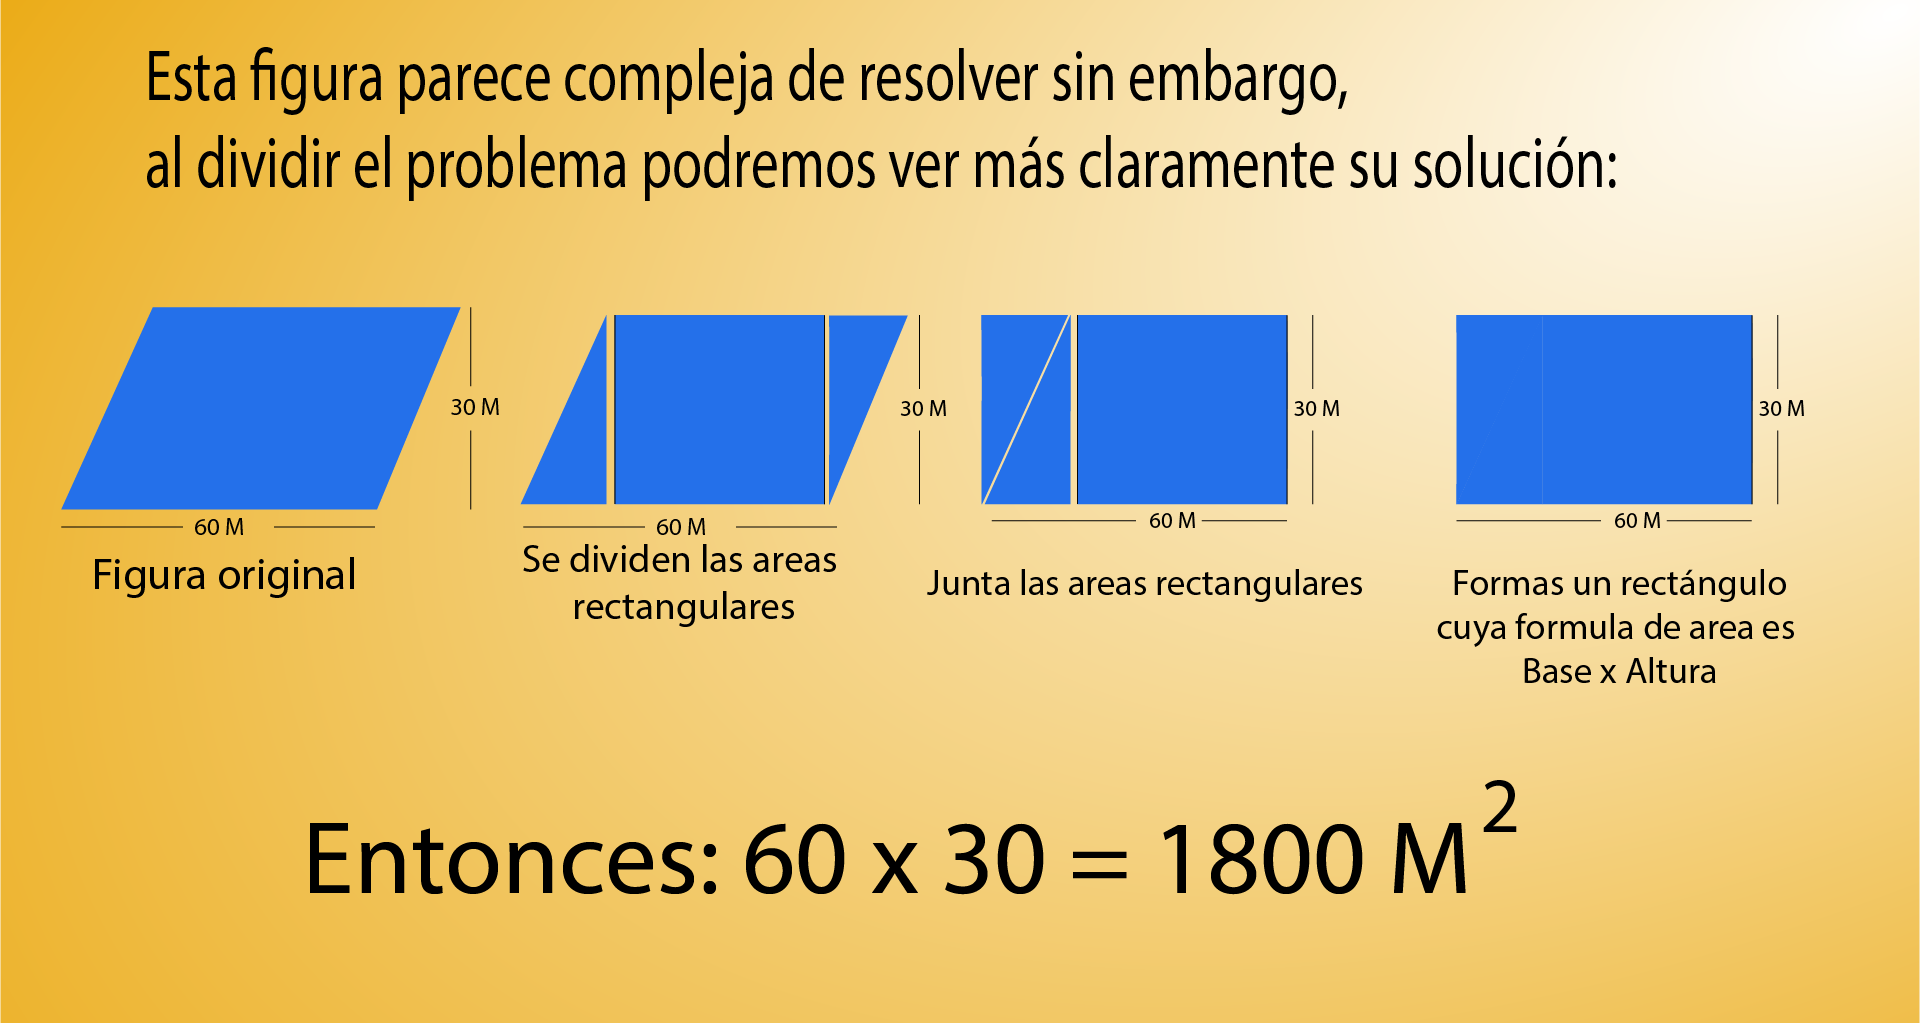 Esta figura parece compleja de resolver sin embargo,
al dividir el problema podremos ver más claramente su solución:
30 M
60 M
Figura original
30 M
60 M
Se dividen las areas
rectangulares
30 M
60 M
Junta las areas rectangulares
30 M
60 M
Formas un rectángulo
cuya formula de area es
Base x Altura
Entonces: 60 x 30 = 1800 M²